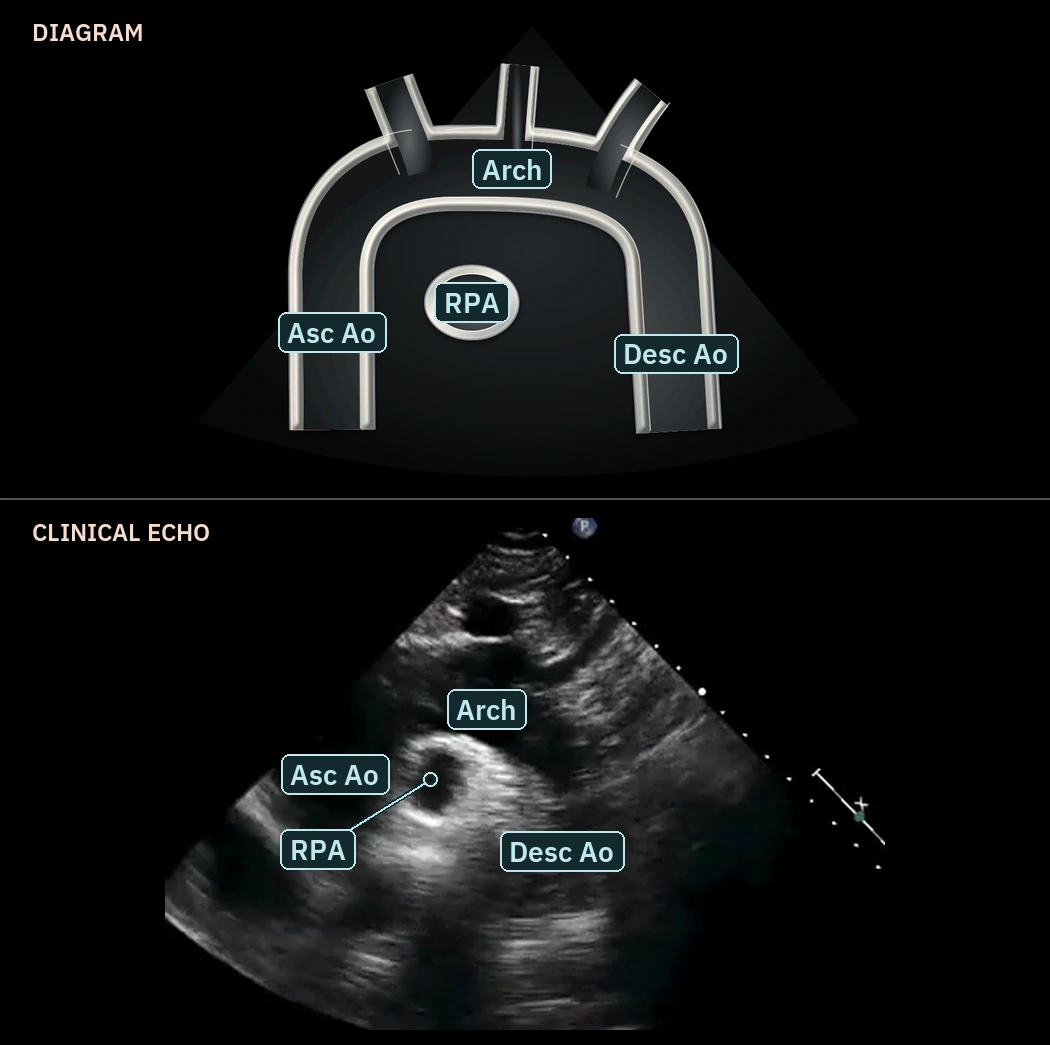 DIAGRAM
Arch
RPA
Asc Ao
Desc Ao
CLINICAL ECHO
P
Arch
Asc Ao
RPA
Desc Ao